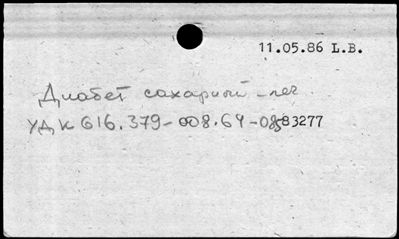 11.05.86 L.B.
Диабет сахарный - леч.
УДК 616.379-008.64-08
83277